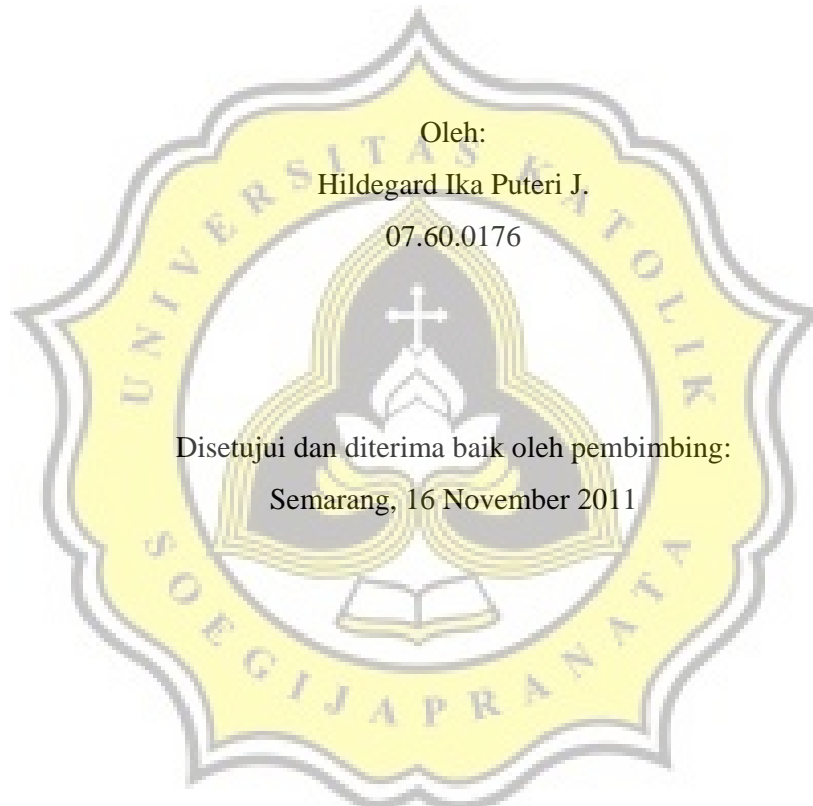 Oleh:
Hildegard Ika Puteri J.
07.60.0176
Disetujui dan diterima baik oleh pembimbing:
Semarang, 16 November 2011
UNIVERSITAS KATOLIK
SOEGIJAPRANATA